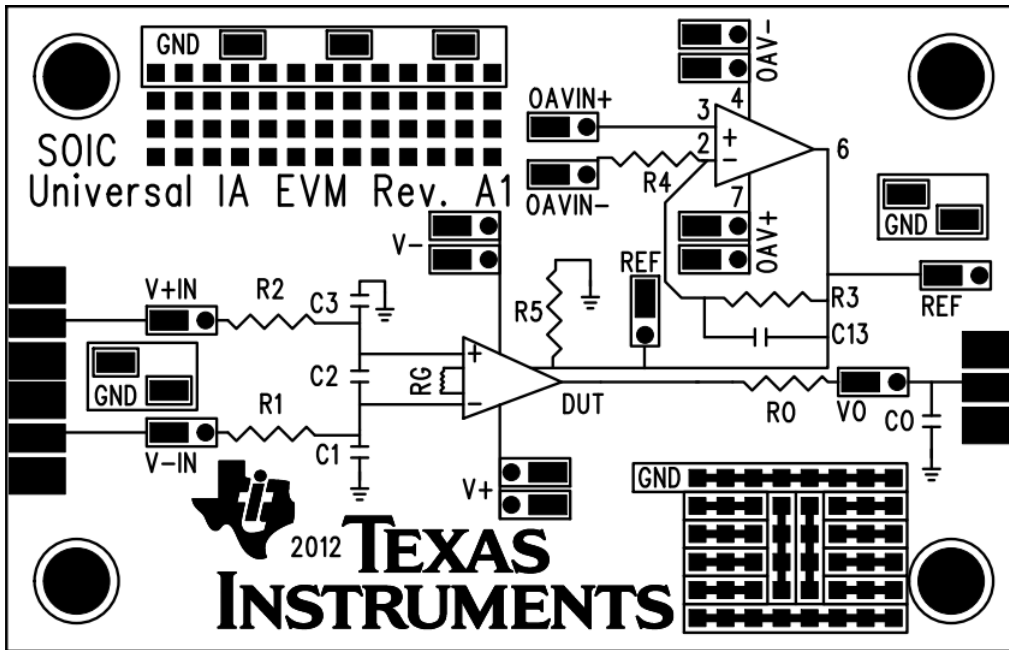 GND
SOIC
Universal IA EVM Rev. A1
OAVIN+
OAVIN-
R4
OAV-
4
3
+
2
-
6
7
OAV+
GND
REF
R3
C13
REF
V-
R5
V+IN
R2
C3
GND
C2
RG
+
-
DUT
R1
V-IN
C1
RO
VO
CO
V+
GND
2012
TEXAS
INSTRUMENTS